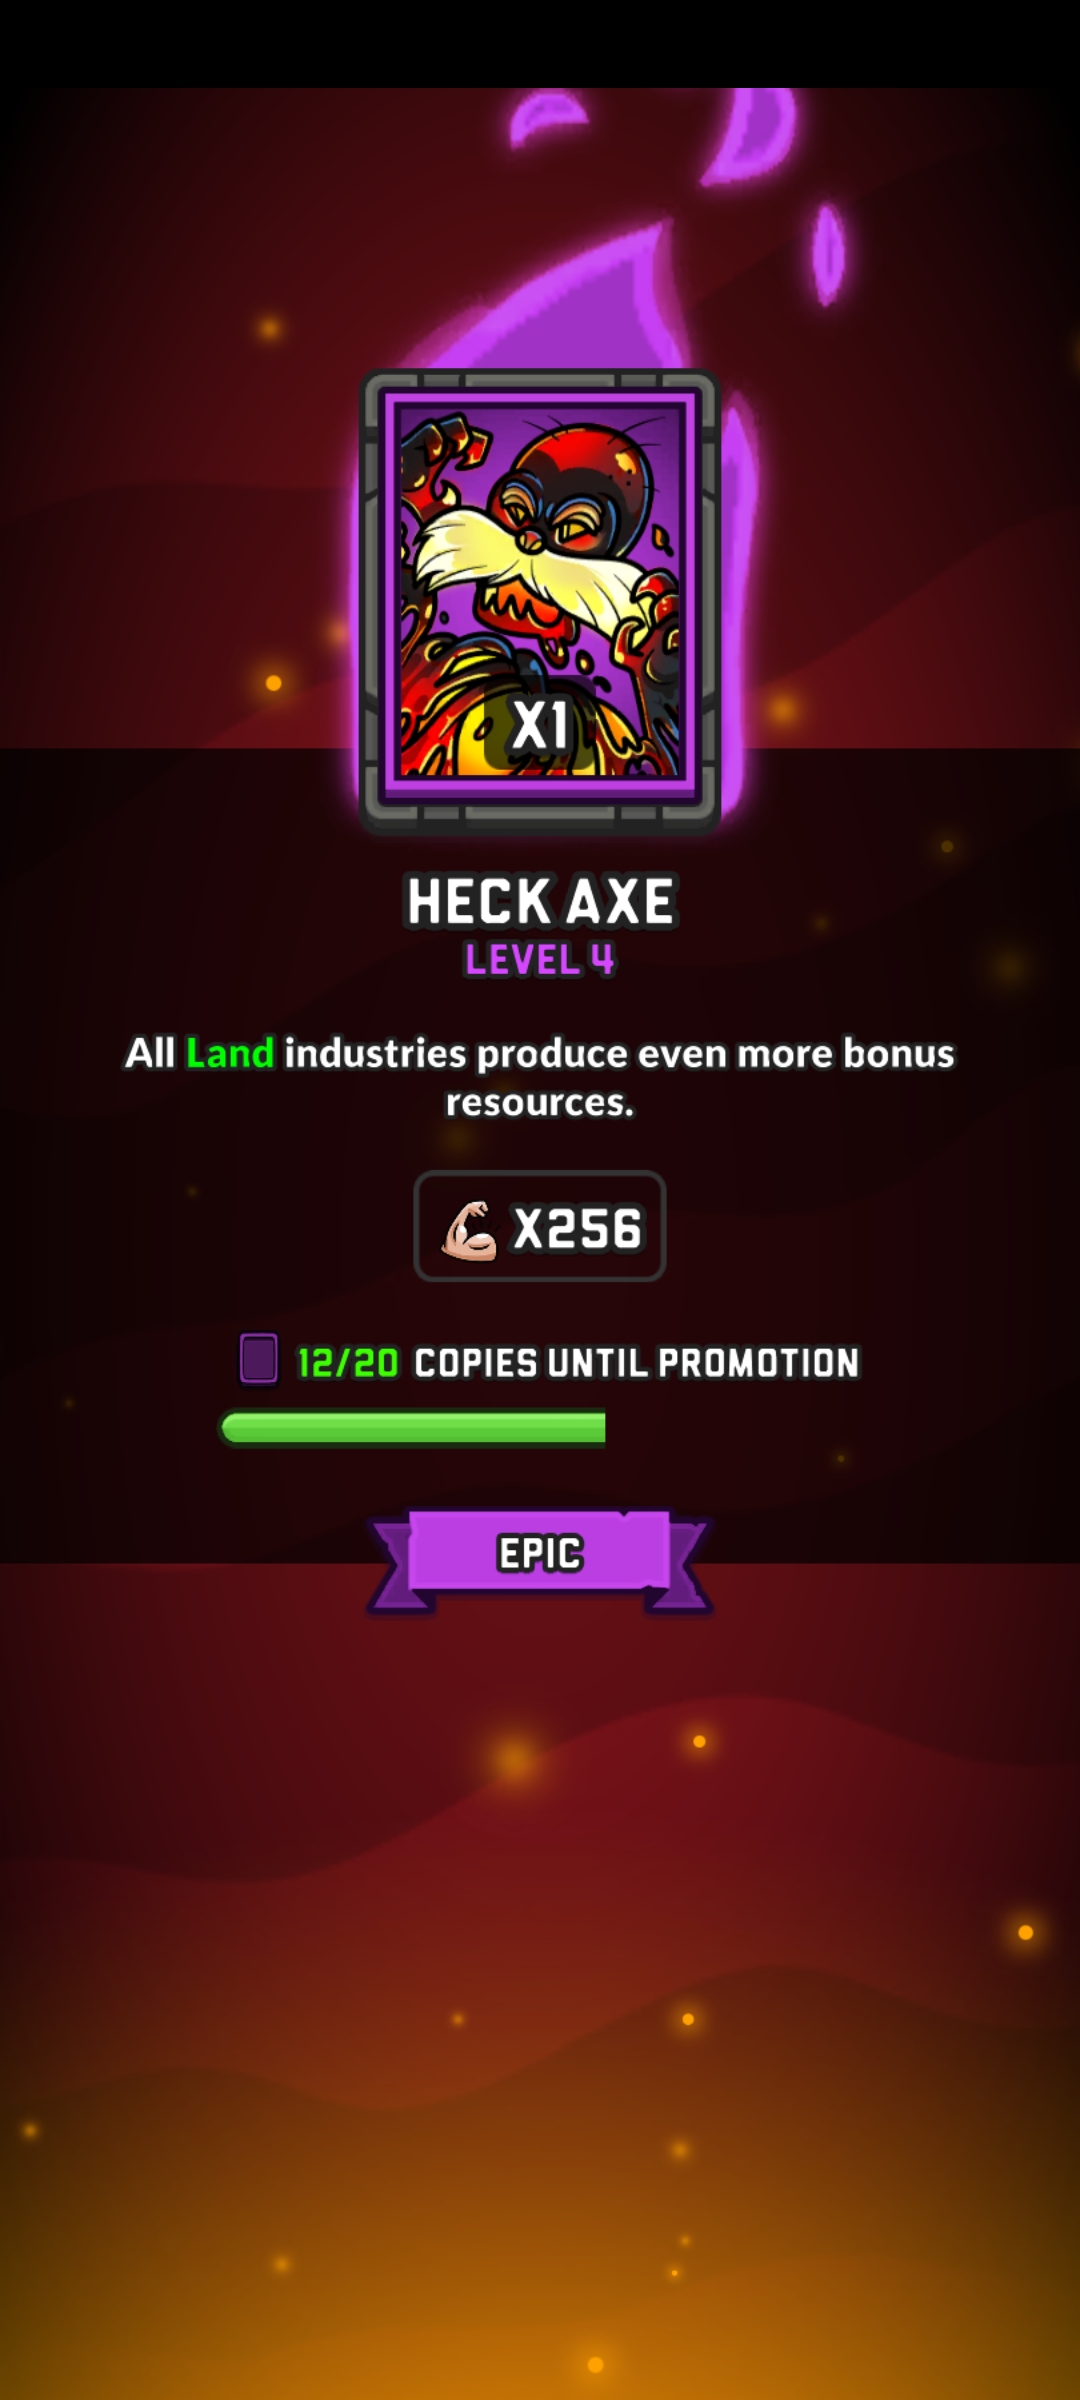 X1
HECK AXE
LEVEL 4
All Land industries produce even more bonus
resources.
X256
12/20 COPIES UNTIL PROMOTION
EPIC